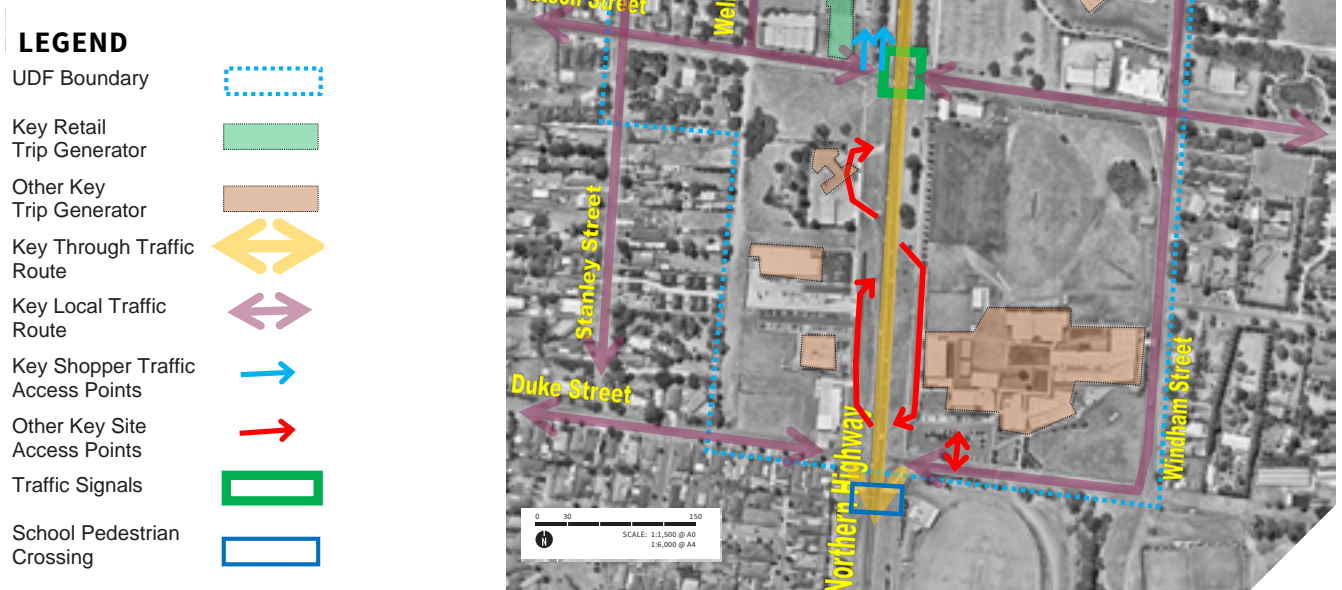 LEGEND
UDF Boundary
Key Retail
Trip Generator
Other Key
Trip Generator
Key Through Traffic
Route
Key Local Traffic
Route
Key Shopper Traffic
Access Points
Other Key Site
Access Points
Traffic Signals
School Pedestrian
Crossing
Street
Wel
Stanley Street
Duke Street
Northern Highway
Windham Street
0 30 150
SCALE: 1:1,500 @ A0
1:6,000 @ A4
N